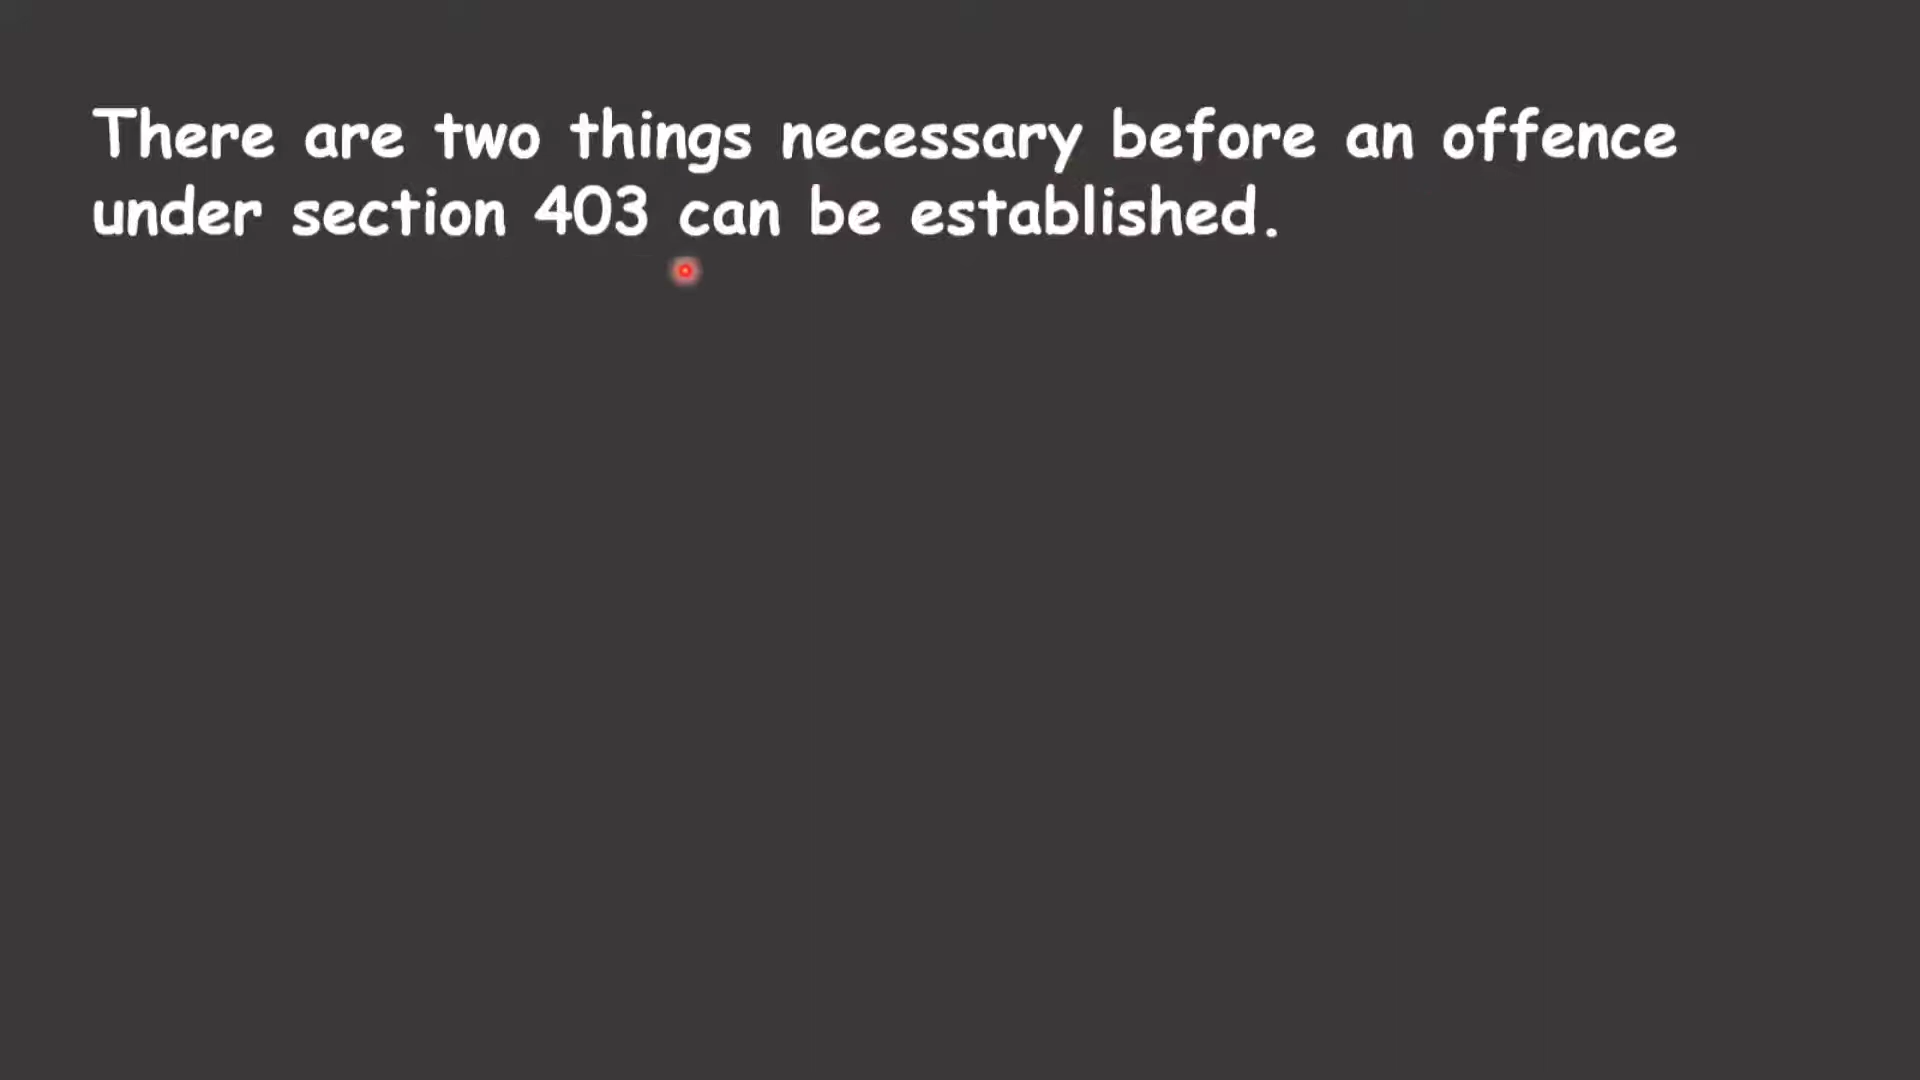 There are two things necessary before an offence
under section 403 can be established.